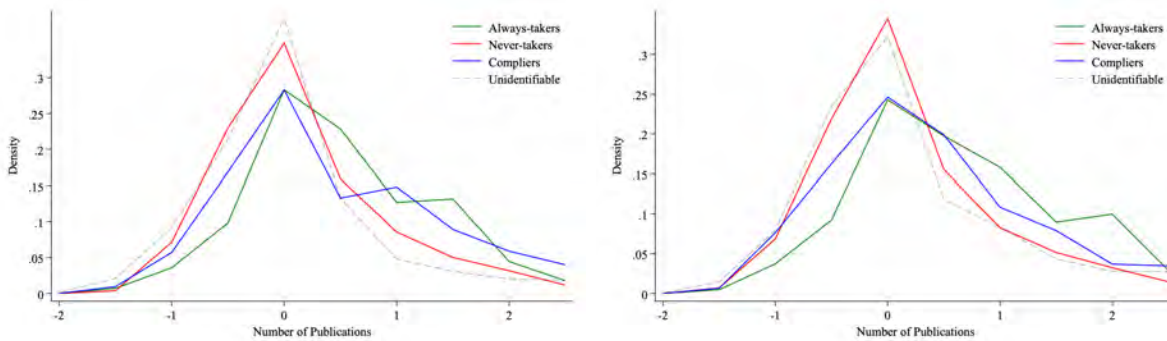 Always-takers
Never-takers
Compliers
Unidentifiable
.3
.25
.2
.15
.1
.05
0
Density
-2
-1
0
1
2
Number of Publications
Always-takers
Never-takers
Compliers
Unidentifiable
.3
.25
.2
.15
.1
.05
0
Density
-2
-1
0
1
2
Number of Publications